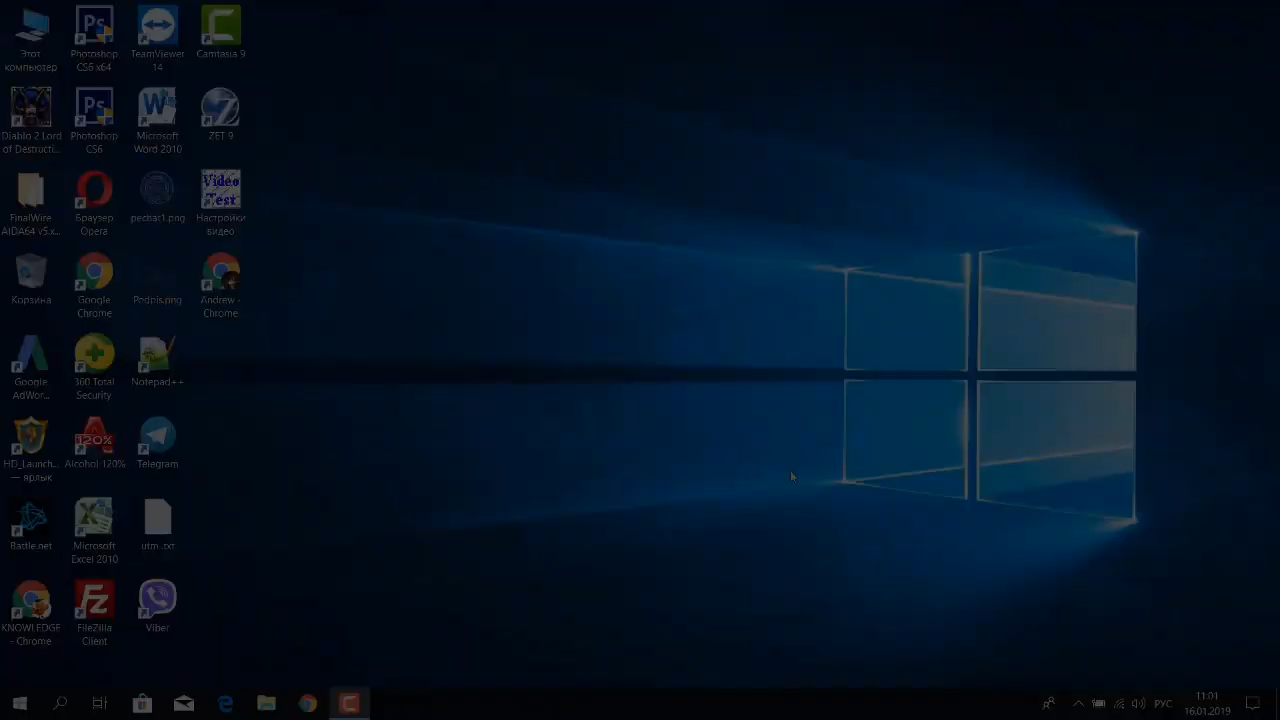 Этот
компьютер
Photoshop
CS6 x64
TeamViewer
14
Camtasia 9
Diablo 2 Lord
of Destructi...
Photoshop
CS6
Microsoft
Word 2010
ZET 9
FinalWire
AIDA64 v5.x...
Браузер
Opera
pechat1.png
Video
Test
Настройки
видео
Корзина
Google
Chrome
Podpis.png
Andrew -
Chrome
Google
AdWor...
360 Total
Security
Notepad++
HD_Launch...
— ярлык
120%
Alcohol 120%
Telegram
Battle.net
Microsoft
Excel 2010
utm .txt
KNOWLEDGE
- Chrome
FileZilla
Client
Viber
РУС
11:01
16.01.2019